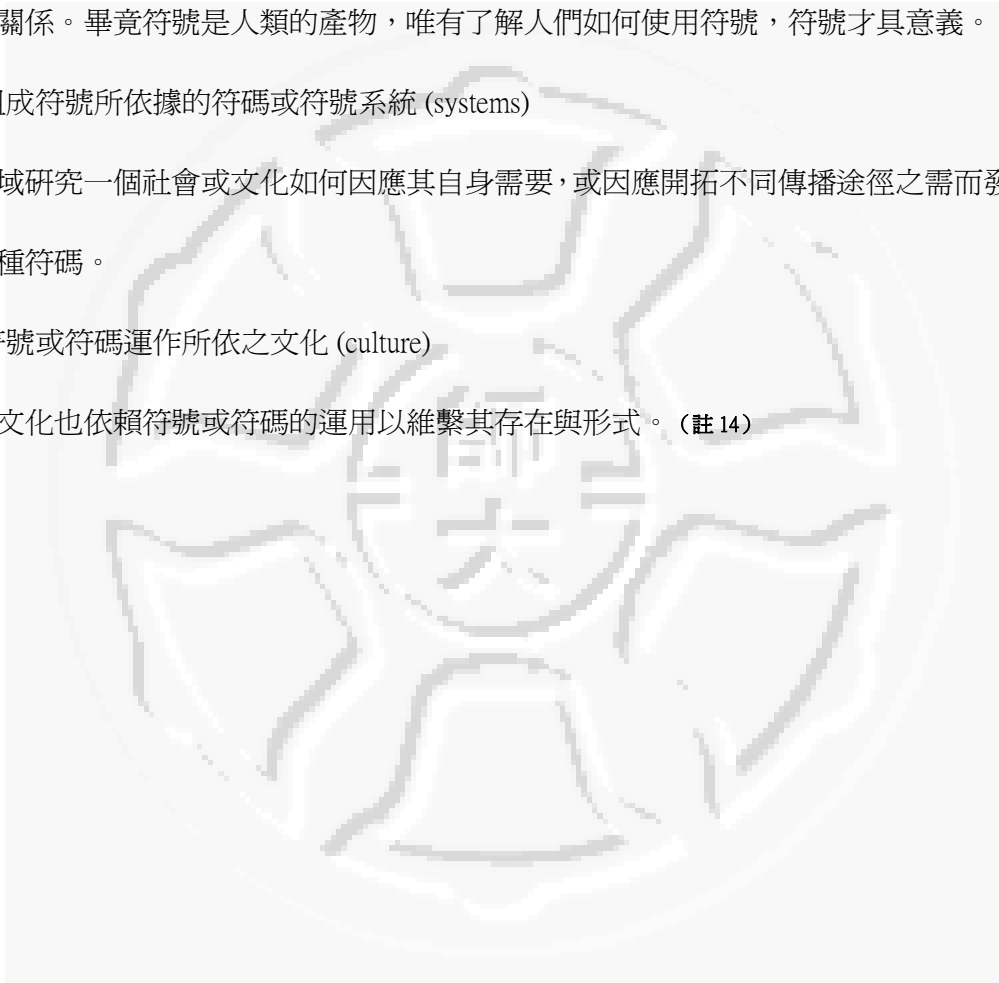 關係。畢竟符號是人類的產物，唯有了解人們如何使用符號，符號才具意義。
成符號所依據的符碼或符號系統 (systems)
域研究一個社會或文化如何因應其自身需要，或因應開拓不同傳播途徑之需而發
種符碼。
號或符碼運作所依之文化 (culture)
文化也依賴符號或符碼的運用以維繫其存在與形式。（註 14）
師
大